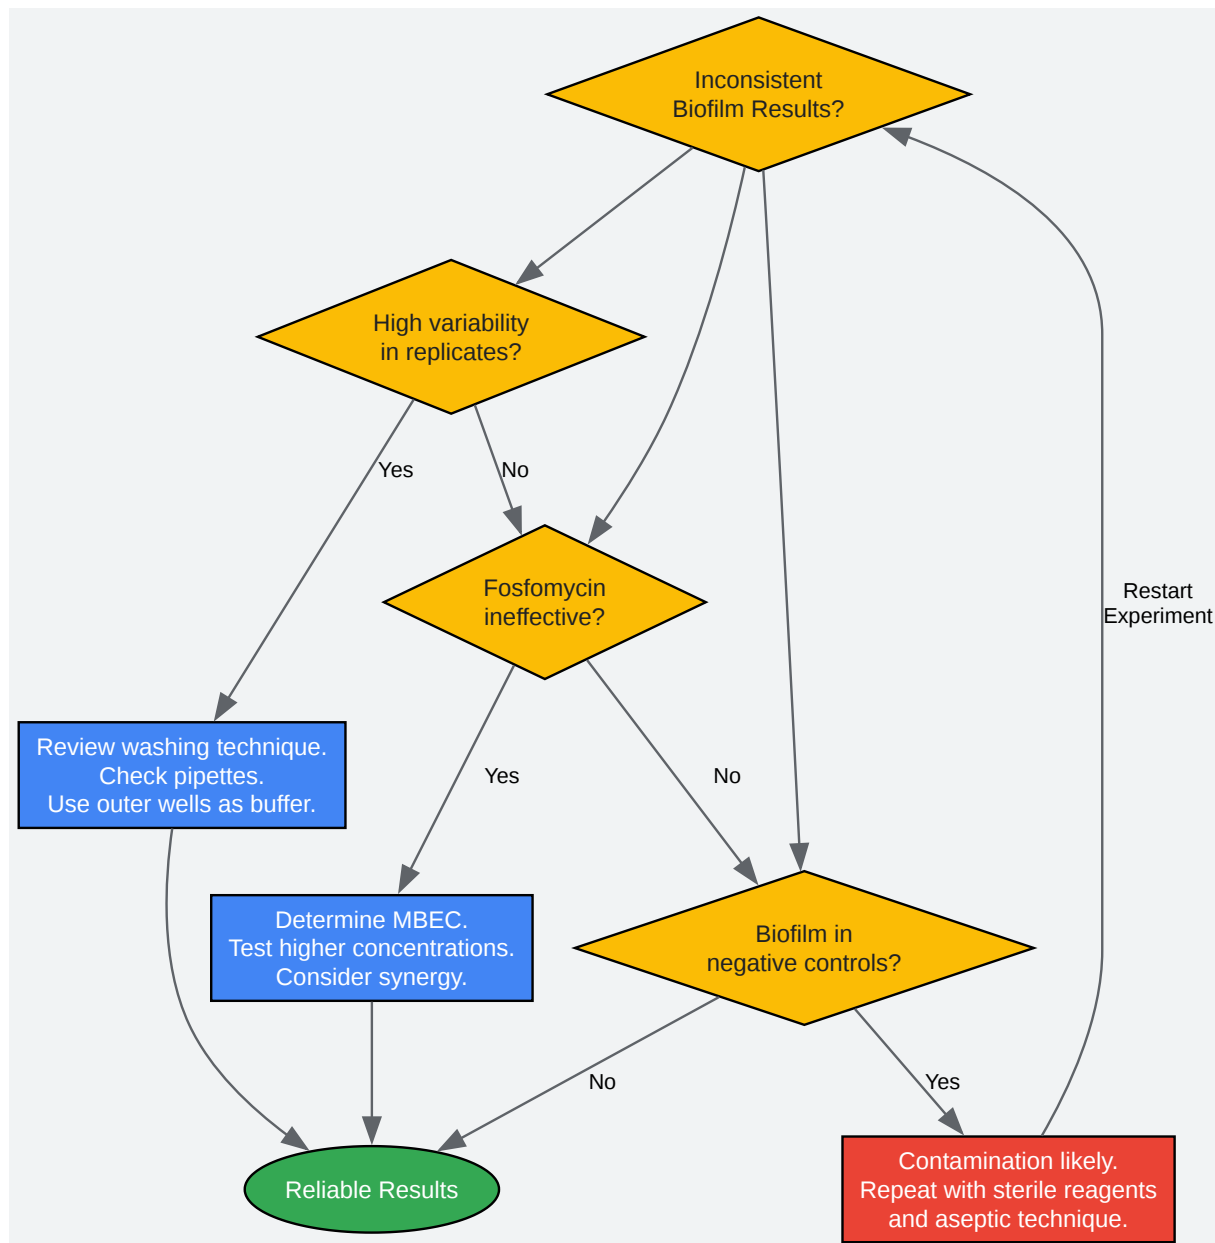 Inconsistent
Biofilm Results?
High variability
in replicates?
Yes
No
Fosfomycin
ineffective?
Restart
Experiment
Review washing technique.
Check pipettes.
Use outer wells as buffer.
Yes
No
Determine MBEC.
Test higher concentrations.
Consider synergy.
Biofilm in
negative controls?
No
Yes
Reliable Results
Contamination likely.
Repeat with sterile reagents
and aseptic technique.